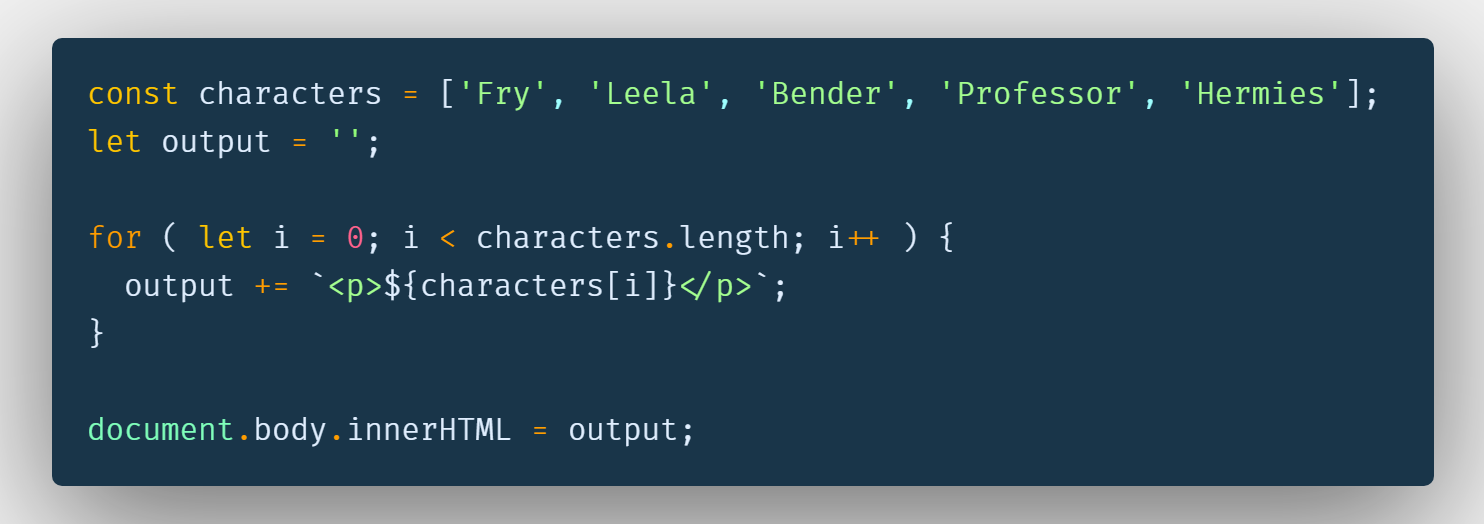 const characters = ['Fry', 'Leela', 'Bender', 'Professor', 'Hermies'];
let output = '';
for ( let i = 0; i < characters.length; i++ ) {
  output += `<p>${characters[i]}</p>`;
}
document.body.innerHTML = output;